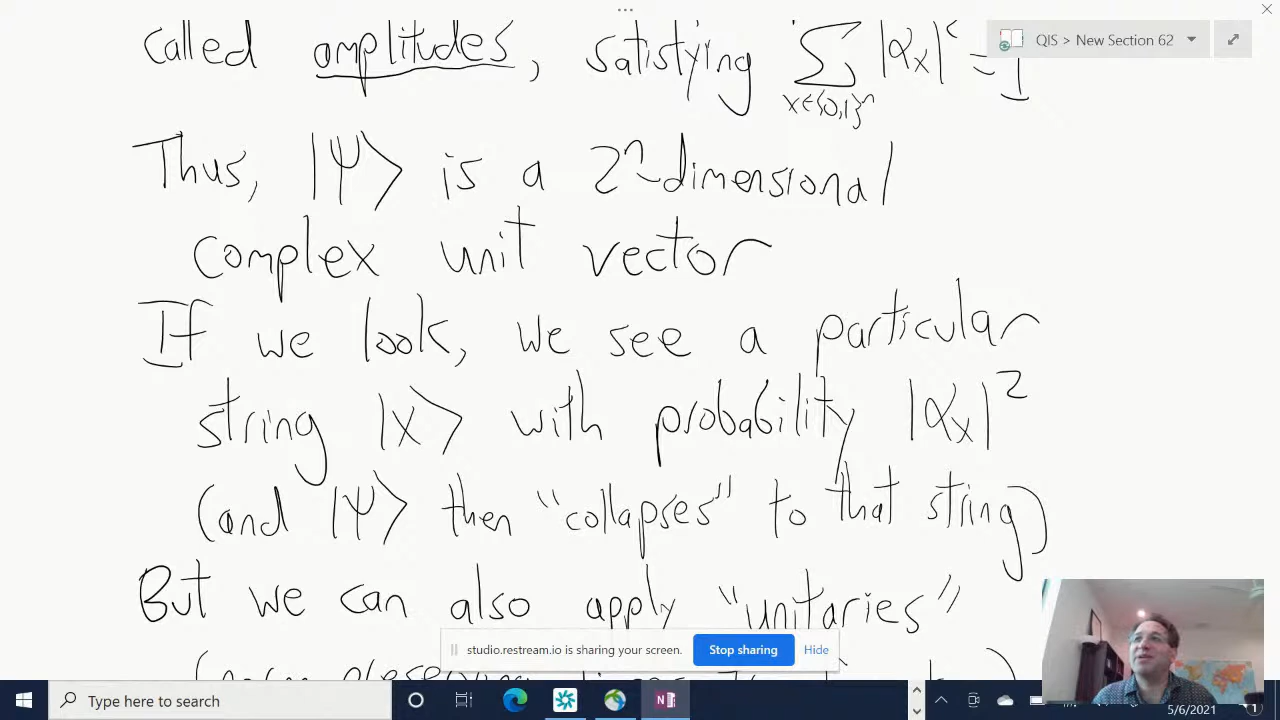 called amplitudes, satisfying ∑ |αx|² = 1
x∈{0,1}ⁿ
QIS > New Section 62
Thus, |Ψ⟩ is a 2ⁿ-dimensional
complex unit vector
If we look, we see a particular
string |x⟩ with probability |αx|²
(and |Ψ⟩ then "collapses" to that string)
But we can also apply "unitaries"
studio.restream.io is sharing your screen.
Stop sharing
Hide
Type here to search
5/6/2021
1